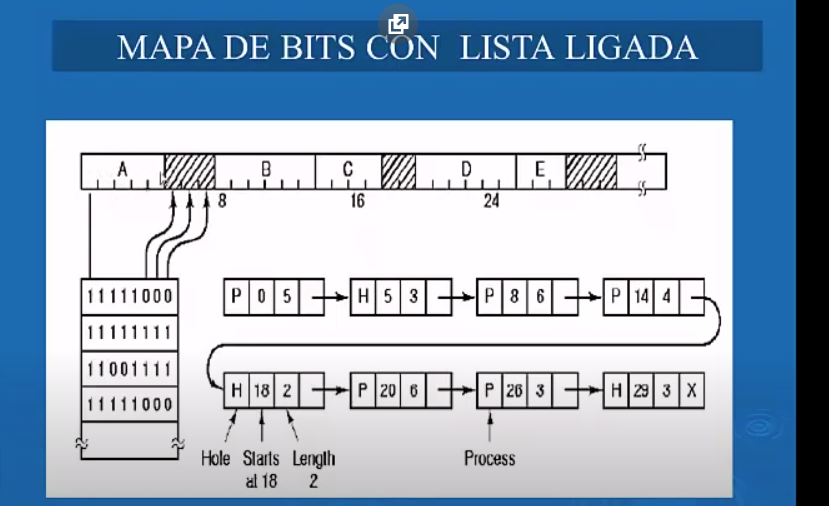 MAPA DE BITS CON LISTA LIGADA
A B C D E
8 16 24
11111000
11111111
11001111
11111000
P 0 5 H 5 3 P 8 6 P 14 4
H 18 2 P 20 6 P 26 3 H 29 3 X
Hole Starts Length Process
at 18 2